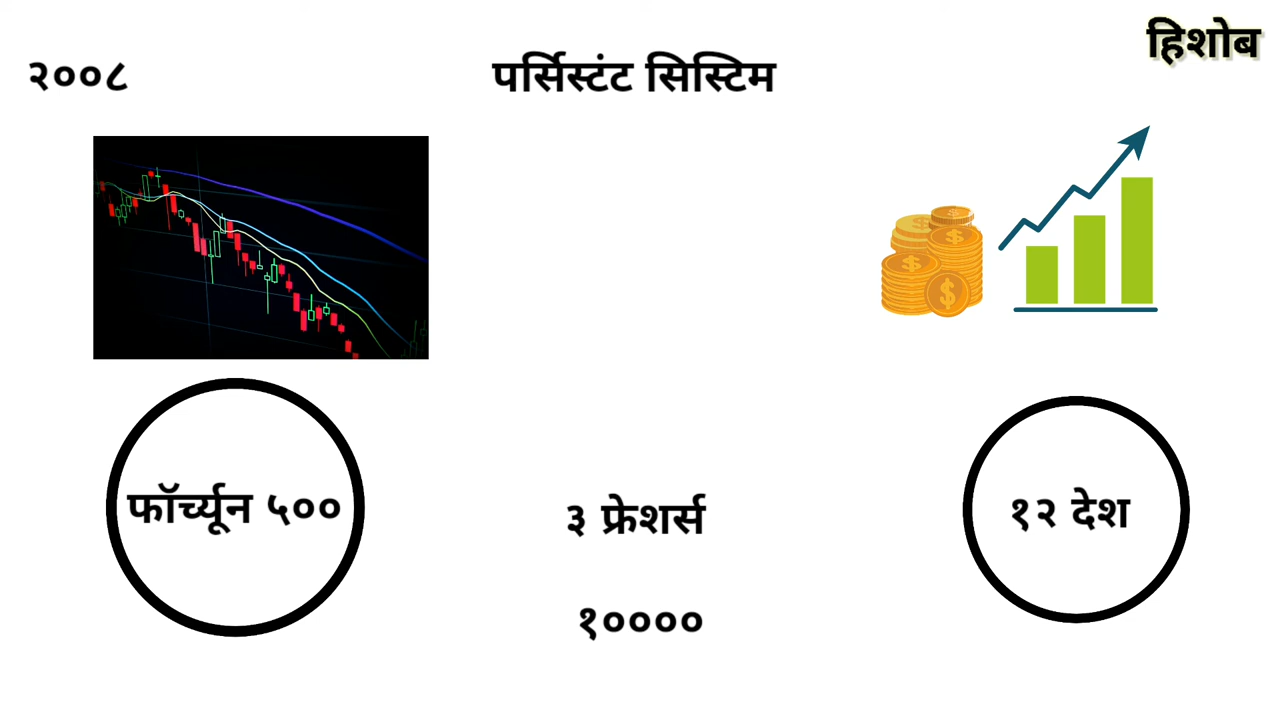 हिशोब
२००८
पर्सिस्टंट सिस्टिम
फॉर्च्यून ५००
३ फ्रेशर्स
१२ देश
१००००